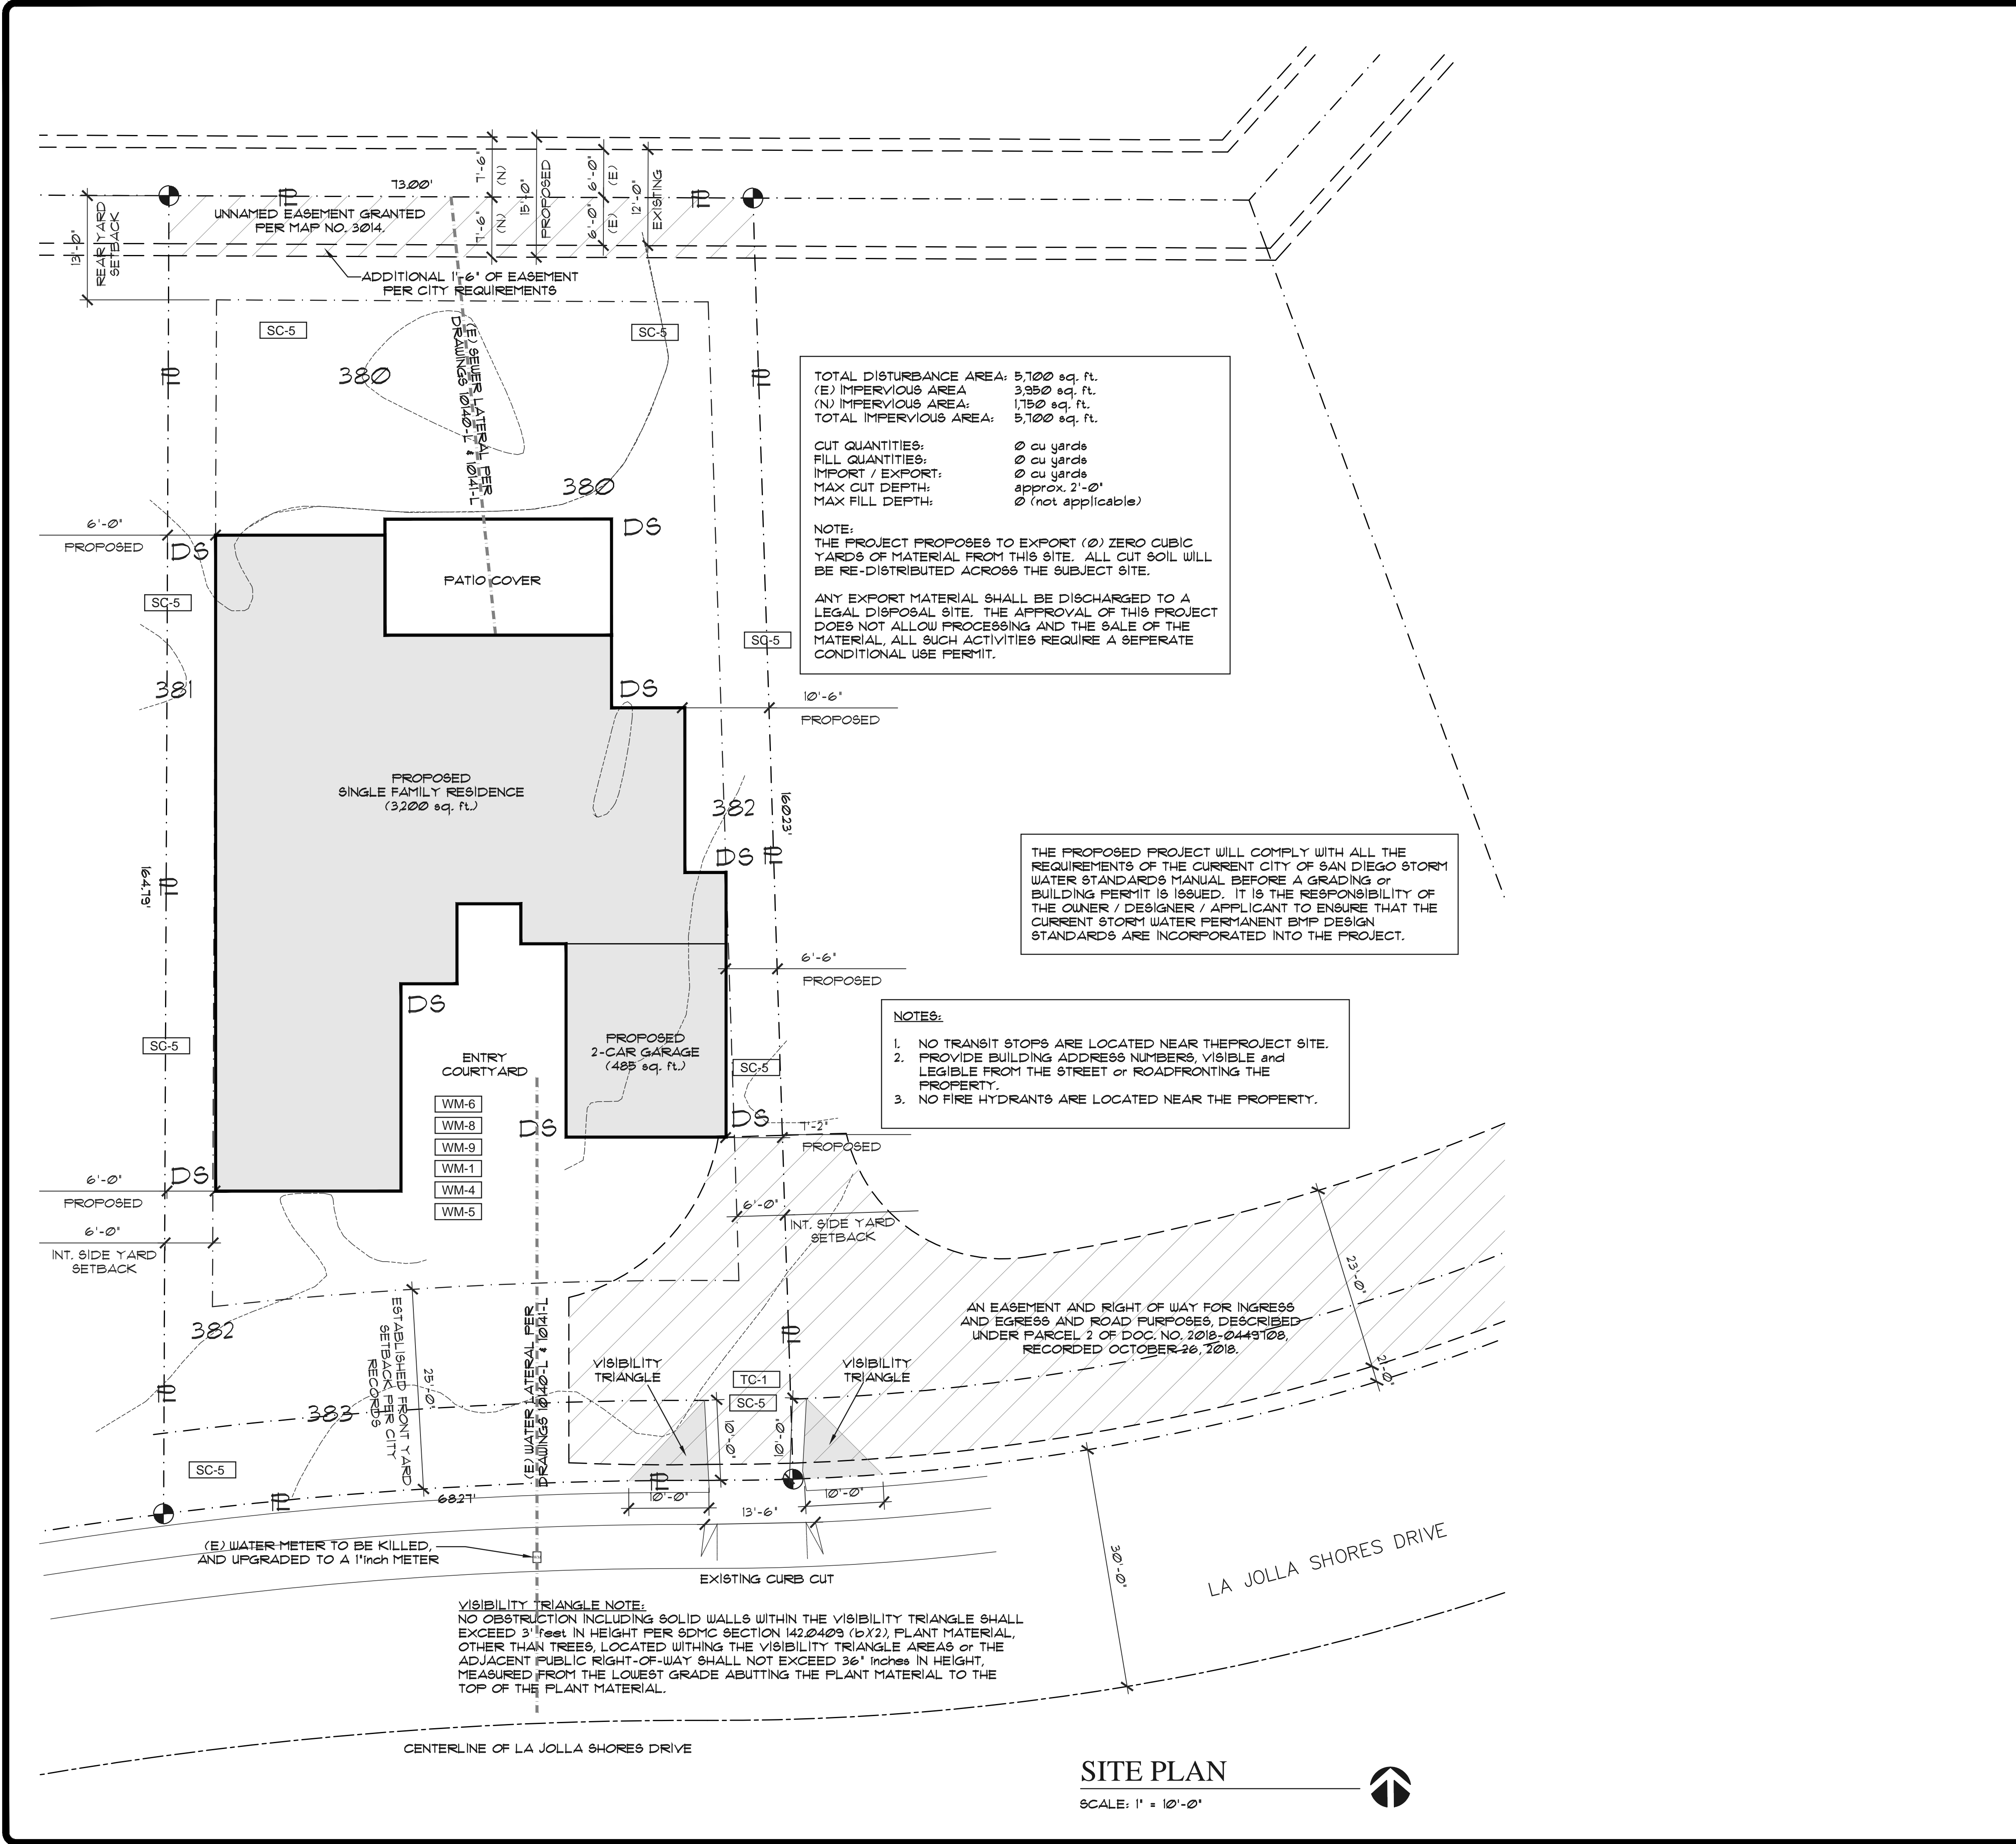 7'-6"
(N)
15'-0"
PROPOSED
6'-0"
(E)
12'-0"
EXISTING
73.00'
7'-6"
(N)
6'-0"
(E)
UNNAMED EASEMENT GRANTED
PER MAP NO. 3014.
13'-0"
REAR YARD
SETBACK
ADDITIONAL 1'-6" OF EASEMENT
PER CITY REQUIREMENTS
SC-5
SC-5
380
(E) SEWER LATERAL PER
DRAWINGS 10140-L & 10141-L
380
TOTAL DISTURBANCE AREA: 5,700 sq. ft.
(E) IMPERVIOUS AREA 3,950 sq. ft.
(N) IMPERVIOUS AREA: 1,750 sq. ft.
TOTAL IMPERVIOUS AREA: 5,700 sq. ft.
CUT QUANTITIES: 0 cu yards
FILL QUANTITIES: 0 cu yards
IMPORT / EXPORT: 0 cu yards
MAX CUT DEPTH: approx. 2'-0"
MAX FILL DEPTH: 0 (not applicable)
NOTE:
THE PROJECT PROPOSES TO EXPORT (0) ZERO CUBIC
YARDS OF MATERIAL FROM THIS SITE. ALL CUT SOIL WILL
BE RE-DISTRIBUTED ACROSS THE SUBJECT SITE.
ANY EXPORT MATERIAL SHALL BE DISCHARGED TO A
LEGAL DISPOSAL SITE. THE APPROVAL OF THIS PROJECT
DOES NOT ALLOW PROCESSING AND THE SALE OF THE
MATERIAL, ALL SUCH ACTIVITIES REQUIRE A SEPERATE
CONDITIONAL USE PERMIT.
6'-0"
PROPOSED
DS
DS
PATIO COVER
SC-5
SC-5
381
DS
10'-6"
PROPOSED
PROPOSED
SINGLE FAMILY RESIDENCE
(3,200 sq. ft.)
382
160.23'
DS
164.79'
THE PROPOSED PROJECT WILL COMPLY WITH ALL THE
REQUIREMENTS OF THE CURRENT CITY OF SAN DIEGO STORM
WATER STANDARDS MANUAL BEFORE A GRADING or
BUILDING PERMIT IS ISSUED. IT IS THE RESPONSIBILITY OF
THE OWNER / DESIGNER / APPLICANT TO ENSURE THAT THE
CURRENT STORM WATER PERMANENT BMP DESIGN
STANDARDS ARE INCORPORATED INTO THE PROJECT.
6'-6"
PROPOSED
DS
SC-5
PROPOSED
2-CAR GARAGE
(485 sq. ft.)
ENTRY
COURTYARD
SC-5
NOTES:
1. NO TRANSIT STOPS ARE LOCATED NEAR THEPROJECT SITE.
2. PROVIDE BUILDING ADDRESS NUMBERS, VISIBLE and
LEGIBLE FROM THE STREET or ROADFRONTING THE
PROPERTY.
3. NO FIRE HYDRANTS ARE LOCATED NEAR THE PROPERTY.
WM-6
WM-8
WM-9
WM-1
WM-4
WM-5
DS
DS
7'-2"
PROPOSED
DS
6'-0"
PROPOSED
6'-0"
INT. SIDE YARD
SETBACK
6'-0"
INT. SIDE YARD
SETBACK
23'-0"
382
ESTABLISHED FRONT YARD
SETBACK PER CITY
RECORDS
25'-0"
(E) WATER LATERAL PER
DRAWINGS 10140-L & 10141-L
AN EASEMENT AND RIGHT OF WAY FOR INGRESS
AND EGRESS AND ROAD PURPOSES, DESCRIBED
UNDER PARCEL 2 OF DOC. NO. 2018-0449708,
RECORDED OCTOBER 26, 2018.
VISIBILITY
TRIANGLE
VISIBILITY
TRIANGLE
2'-0"
TC-1
SC-5
383
10'-0"
10'-0"
SC-5
68.27'
10'-0"
10'-0"
13'-6"
(E) WATER METER TO BE KILLED,
AND UPGRADED TO A 1"inch METER
EXISTING CURB CUT
30'-0"
LA JOLLA SHORES DRIVE
VISIBILITY TRIANGLE NOTE:
NO OBSTRUCTION INCLUDING SOLID WALLS WITHIN THE VISIBILITY TRIANGLE SHALL
EXCEED 3' feet IN HEIGHT PER SDMC SECTION 142.0409 (b)(2), PLANT MATERIAL,
OTHER THAN TREES, LOCATED WITHING THE VISIBILITY TRIANGLE AREAS or THE
ADJACENT PUBLIC RIGHT-OF-WAY SHALL NOT EXCEED 36" inches IN HEIGHT,
MEASURED FROM THE LOWEST GRADE ABUTTING THE PLANT MATERIAL TO THE
TOP OF THE PLANT MATERIAL.
CENTERLINE OF LA JOLLA SHORES DRIVE
SITE PLAN
SCALE: 1" = 10'-0"